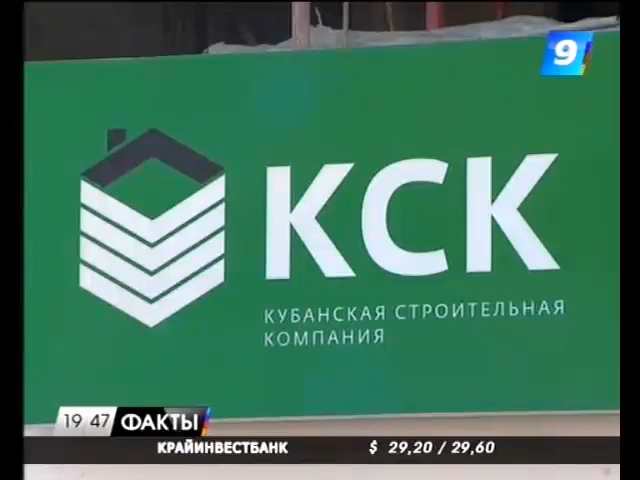 9
КСК
КУБАНСКАЯ СТРОИТЕЛЬНАЯ
КОМПАНИЯ
19 47 ФАКТЫ
КРАЙИНВЕСТБАНК $ 29,20 / 29,60